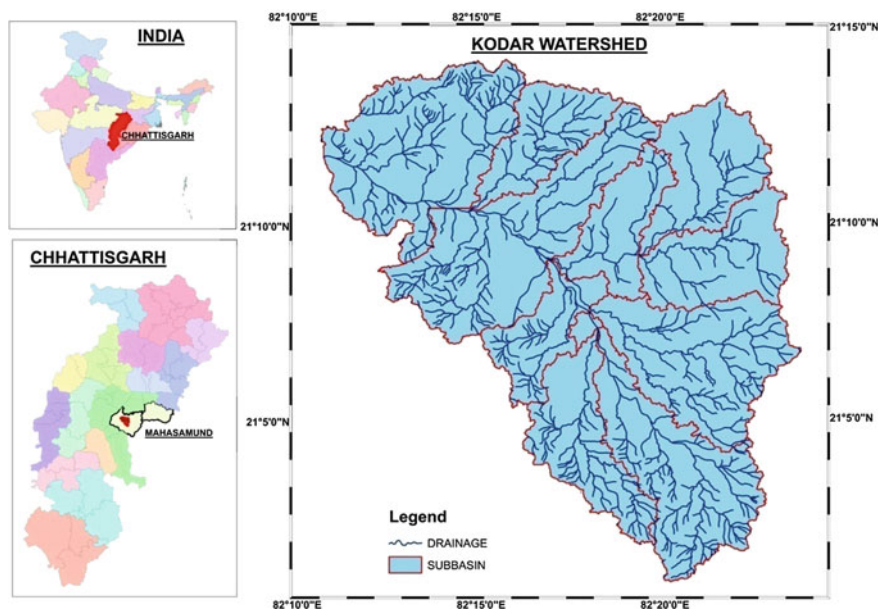 INDIA
CHHATTISGARH
CHHATTISGARH
MAHASAMUND
82°10'0"E 82°15'0"E 82°20'0"E
KODAR WATERSHED
21°15'0"N
21°10'0"N 21°10'0"N
21°5'0"N 21°5'0"N
Legend
DRAINAGE
SUBBASIN
82°10'0"E 82°15'0"E 82°20'0"E